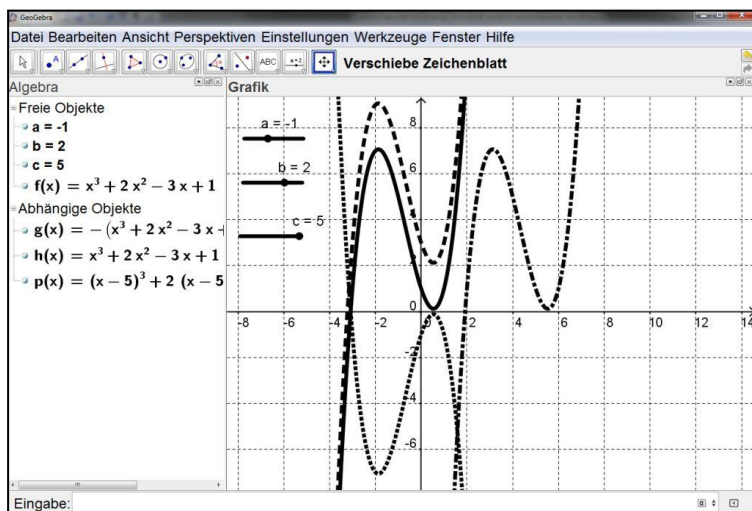 GeoGebra
Datei Bearbeiten Ansicht Perspektiven Einstellungen Werkzeuge Fenster Hilfe
ABC a=2 Verschiebe Zeichenblatt
Algebra
Grafik
Freie Objekte
a = -1
b = 2
c = 5
f(x) = x³ + 2 x² − 3 x + 1
Abhängige Objekte
g(x) = −(x³ + 2 x² − 3 x +
h(x) = x³ + 2 x² − 3 x + 1
p(x) = (x − 5)³ + 2 (x − 5
a = -1
b = 2
c = 5
8
6
2
0
-2
-4
-6
-8 -6 -4 -2 0 2 4 6 8 10 12 14
Eingabe:
α